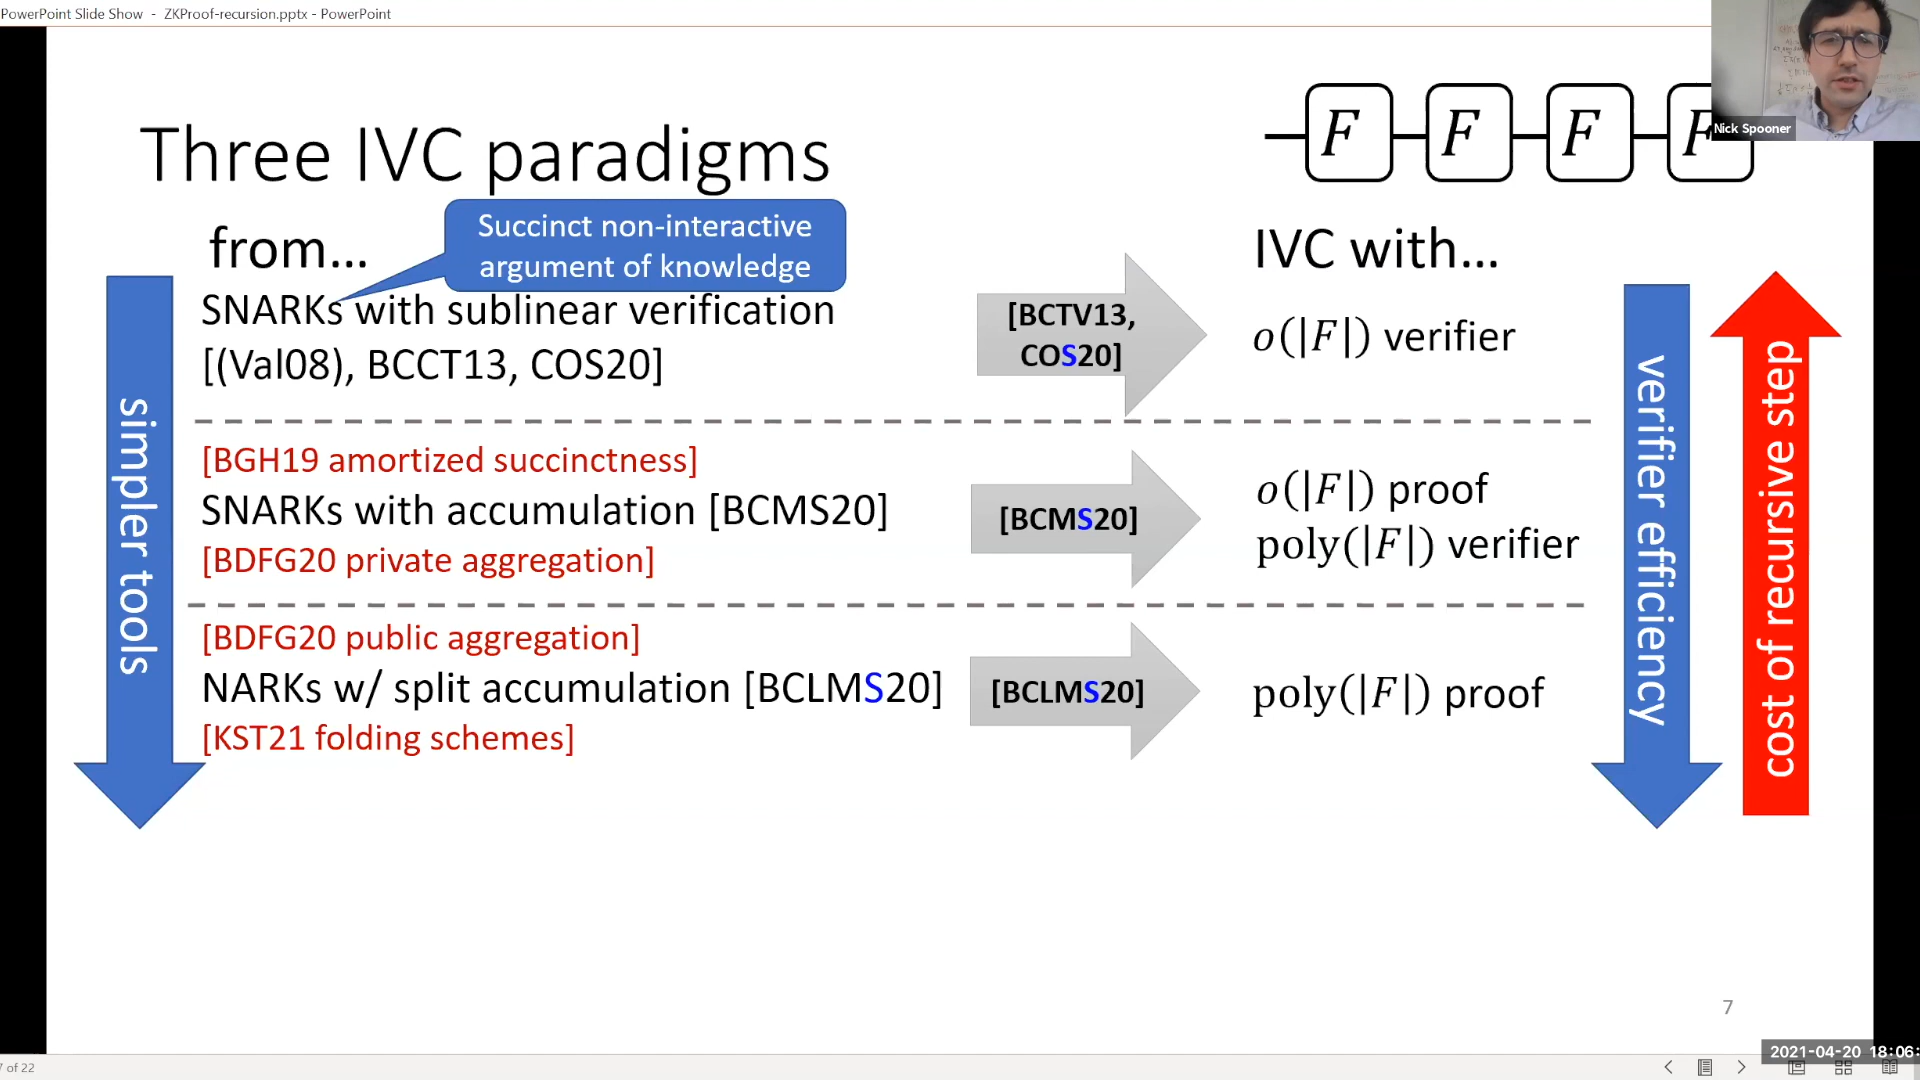 PowerPoint Slide Show - ZKProof-recursion.pptx - PowerPoint
F F F F
Nick Spooner
Three IVC paradigms
Succinct non-interactive
argument of knowledge
from...
IVC with...
SNARKs with sublinear verification
[(Val08), BCCT13, COS20]
[BCTV13,
COS20]
o(|F|) verifier
[BGH19 amortized succinctness]
SNARKs with accumulation [BCMS20]
[BDFG20 private aggregation]
[BCMS20]
o(|F|) proof
poly(|F|) verifier
[BDFG20 public aggregation]
NARKs w/ split accumulation [BCLMS20]
[KST21 folding schemes]
[BCLMS20]
poly(|F|) proof
simpler tools
verifier efficiency
cost of recursive step
7
2021-04-20 18:06:
7 of 22